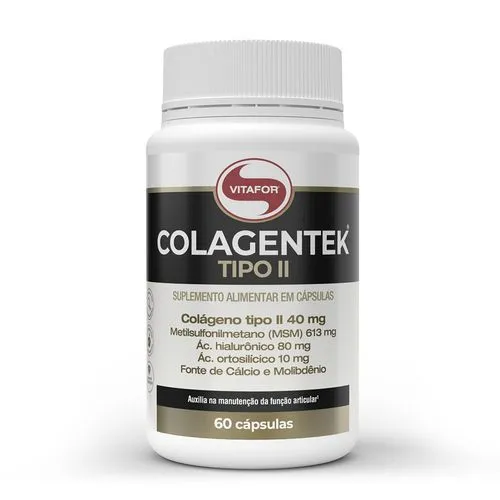 VITAFOR®
COLAGENTEK®
TIPO II
SUPLEMENTO ALIMENTAR EM CÁPSULAS
Colágeno tipo II 40 mg
Metilsulfonilmetano (MSM) 613 mg
Ác. hialurônico 80 mg
Ác. ortosilícico 10 mg
Fonte de Cálcio e Molibdênio
Auxilia na manutenção da função articular¹
60 cápsulas